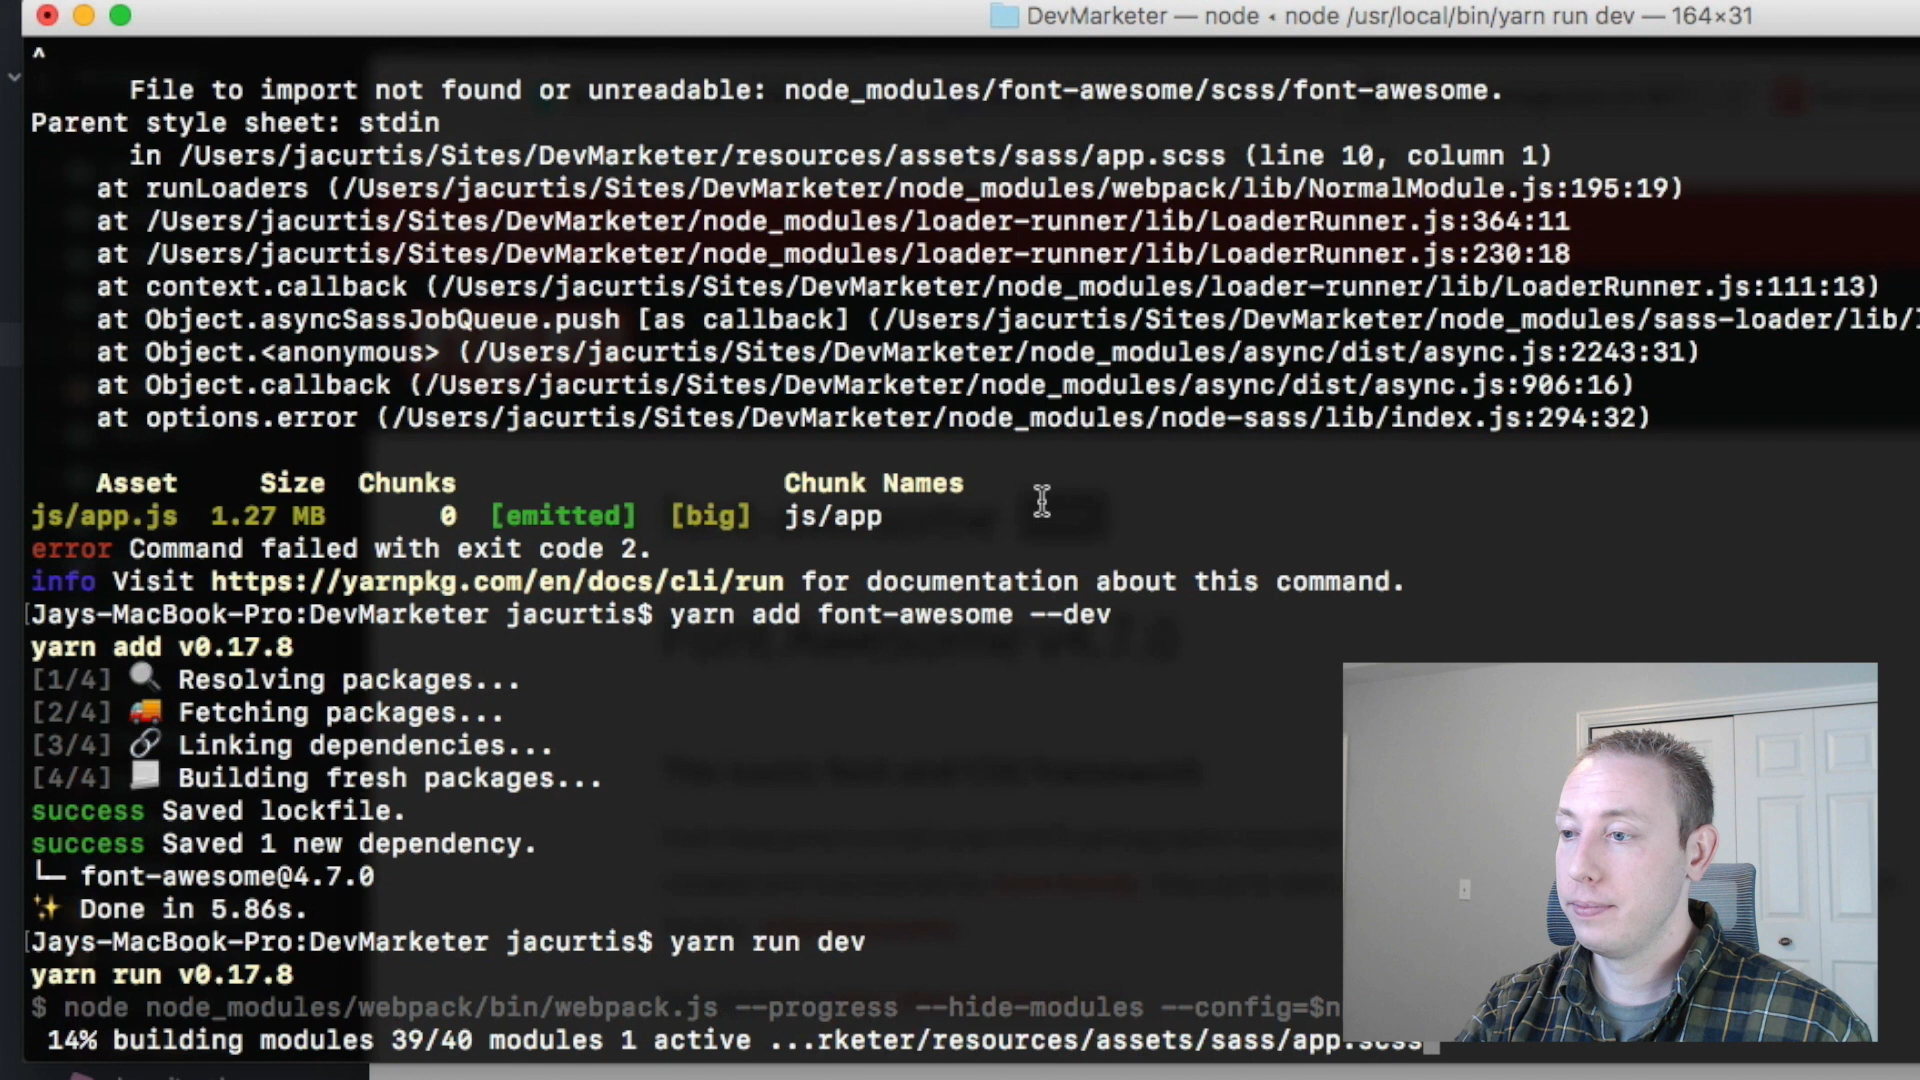 DevMarketer — node ◂ node /usr/local/bin/yarn run dev — 164×31
^
File to import not found or unreadable: node_modules/font-awesome/scss/font-awesome.
Parent style sheet: stdin
in /Users/jacurtis/Sites/DevMarketer/resources/assets/sass/app.scss (line 10, column 1)
at runLoaders (/Users/jacurtis/Sites/DevMarketer/node_modules/webpack/lib/NormalModule.js:195:19)
at /Users/jacurtis/Sites/DevMarketer/node_modules/loader-runner/lib/LoaderRunner.js:364:11
at /Users/jacurtis/Sites/DevMarketer/node_modules/loader-runner/lib/LoaderRunner.js:230:18
at context.callback (/Users/jacurtis/Sites/DevMarketer/node_modules/loader-runner/lib/LoaderRunner.js:111:13)
at Object.asyncSassJobQueue.push [as callback] (/Users/jacurtis/Sites/DevMarketer/node_modules/sass-loader/lib/
at Object.<anonymous> (/Users/jacurtis/Sites/DevMarketer/node_modules/async/dist/async.js:2243:31)
at Object.callback (/Users/jacurtis/Sites/DevMarketer/node_modules/async/dist/async.js:906:16)
at options.error (/Users/jacurtis/Sites/DevMarketer/node_modules/node-sass/lib/index.js:294:32)
Asset Size Chunks Chunk Names
js/app.js 1.27 MB 0 [emitted] [big] js/app
error Command failed with exit code 2.
info Visit https://yarnpkg.com/en/docs/cli/run for documentation about this command.
[Jays-MacBook-Pro:DevMarketer jacurtis$ yarn add font-awesome --dev
yarn add v0.17.8
[1/4] 🔍 Resolving packages...
[2/4] 🚚 Fetching packages...
[3/4] 🔗 Linking dependencies...
[4/4] 📃 Building fresh packages...
success Saved lockfile.
success Saved 1 new dependency.
└─ font-awesome@4.7.0
✨ Done in 5.86s.
[Jays-MacBook-Pro:DevMarketer jacurtis$ yarn run dev
yarn run v0.17.8
$ node node_modules/webpack/bin/webpack.js --progress --hide-modules --config=$n
14% building modules 39/40 modules 1 active ...rketer/resources/assets/sass/app.scss